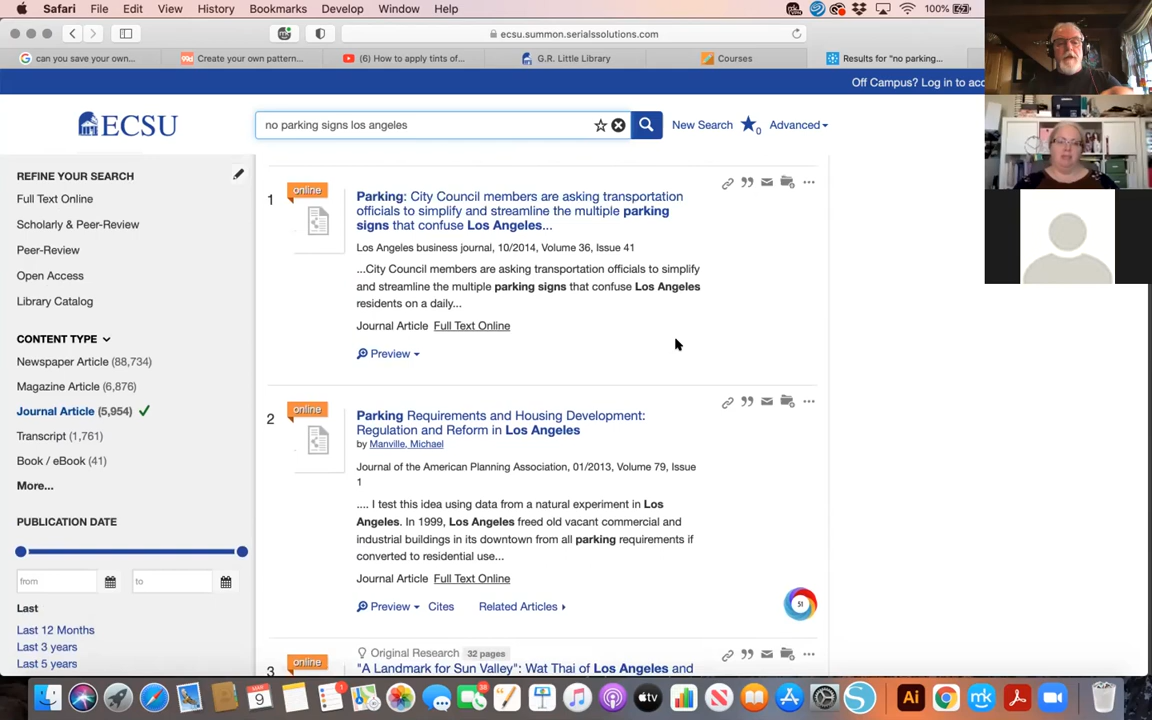 Safari File Edit View History Bookmarks Develop Window Help 100%
ecsu.summon.serialssolutions.com
can you save your own... 99d Create your own pattern... (6) How to apply tints of... G.R. Little Library Courses Results for "no parking...
Off Campus? Log in to acc
ECSU
no parking signs los angeles
New Search 0 Advanced
REFINE YOUR SEARCH
Full Text Online
Scholarly & Peer-Review
Peer-Review
Open Access
Library Catalog
CONTENT TYPE
Newspaper Article (88,734)
Magazine Article (6,876)
Journal Article (5,954)
Transcript (1,761)
Book / eBook (41)
More...
PUBLICATION DATE
from to
Last
Last 12 Months
Last 3 years
Last 5 years
1
online
Parking: City Council members are asking transportation
officials to simplify and streamline the multiple parking
signs that confuse Los Angeles...
Los Angeles business journal, 10/2014, Volume 36, Issue 41
...City Council members are asking transportation officials to simplify
and streamline the multiple parking signs that confuse Los Angeles
residents on a daily...
Journal Article Full Text Online
Preview
2
online
Parking Requirements and Housing Development:
Regulation and Reform in Los Angeles
by Manville, Michael
Journal of the American Planning Association, 01/2013, Volume 79, Issue
1
.... I test this idea using data from a natural experiment in Los
Angeles. In 1999, Los Angeles freed old vacant commercial and
industrial buildings in its downtown from all parking requirements if
converted to residential use...
Journal Article Full Text Online
Preview Cites Related Articles
51
3
online
Original Research 32 pages
"A Landmark for Sun Valley": Wat Thai of Los Angeles and
MAR
9
1
38
tv
Ai
mk